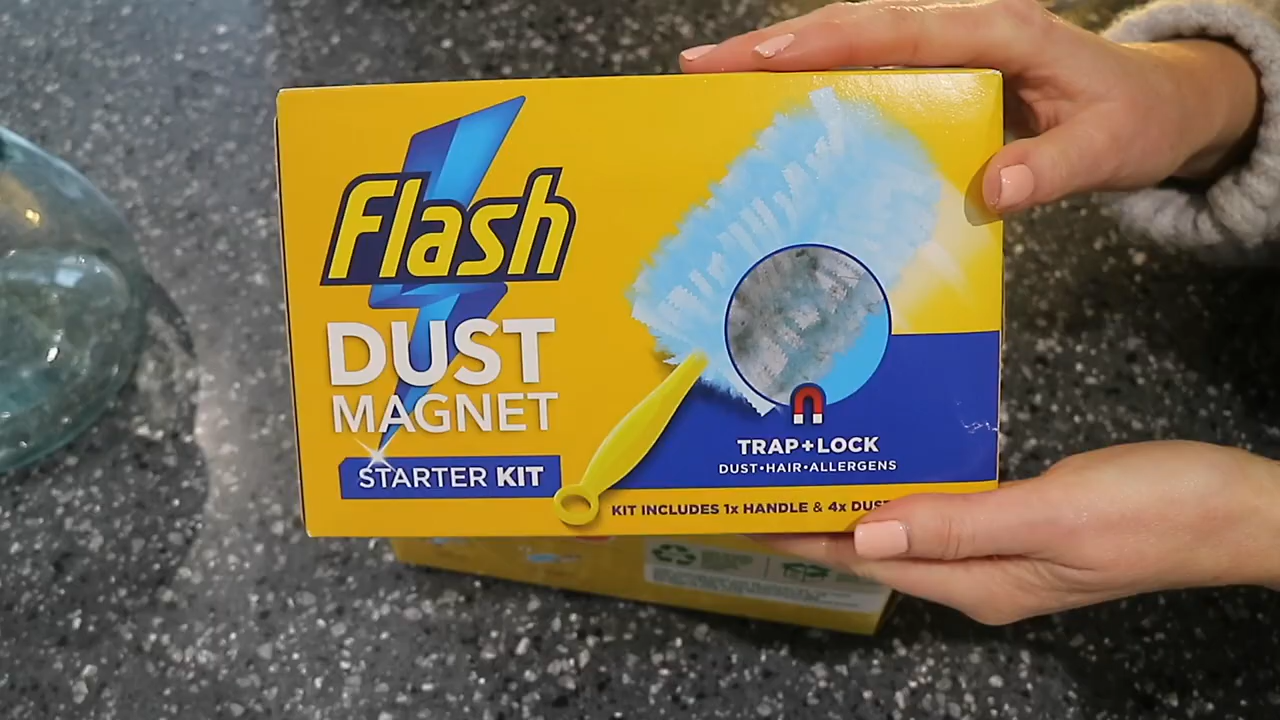 Flash
DUST
MAGNET
STARTER KIT
TRAP+LOCK
DUST•HAIR•ALLERGENS
KIT INCLUDES 1x HANDLE & 4x